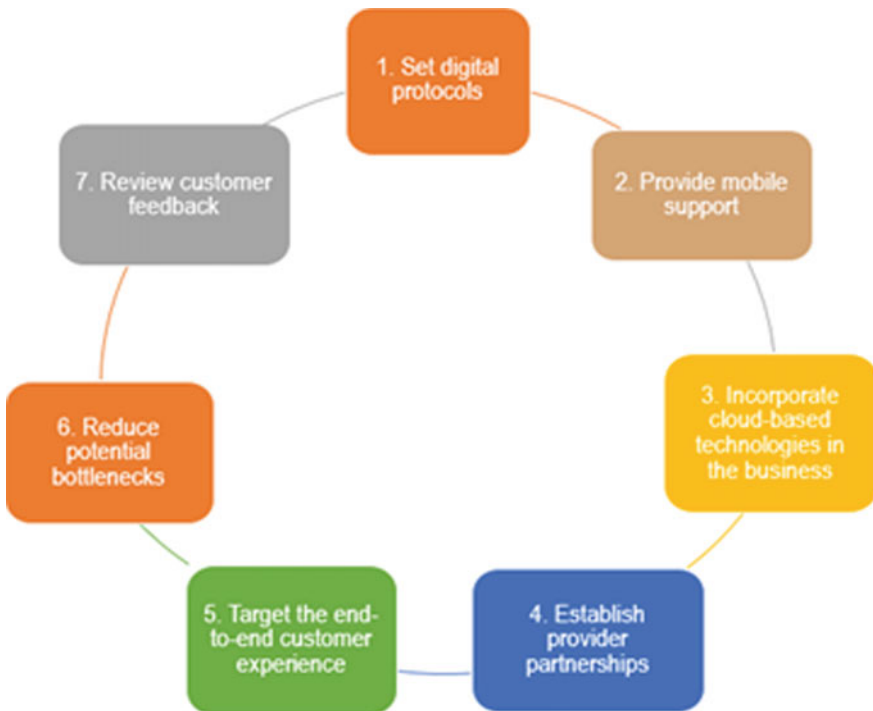 1. Set digital
protocols
2. Provide mobile
support
3. Incorporate
cloud-based
technologies in
the business
4. Establish
provider
partnerships
5. Target the end-
to-end customer
experience
6. Reduce
potential
bottlenecks
7. Review customer
feedback